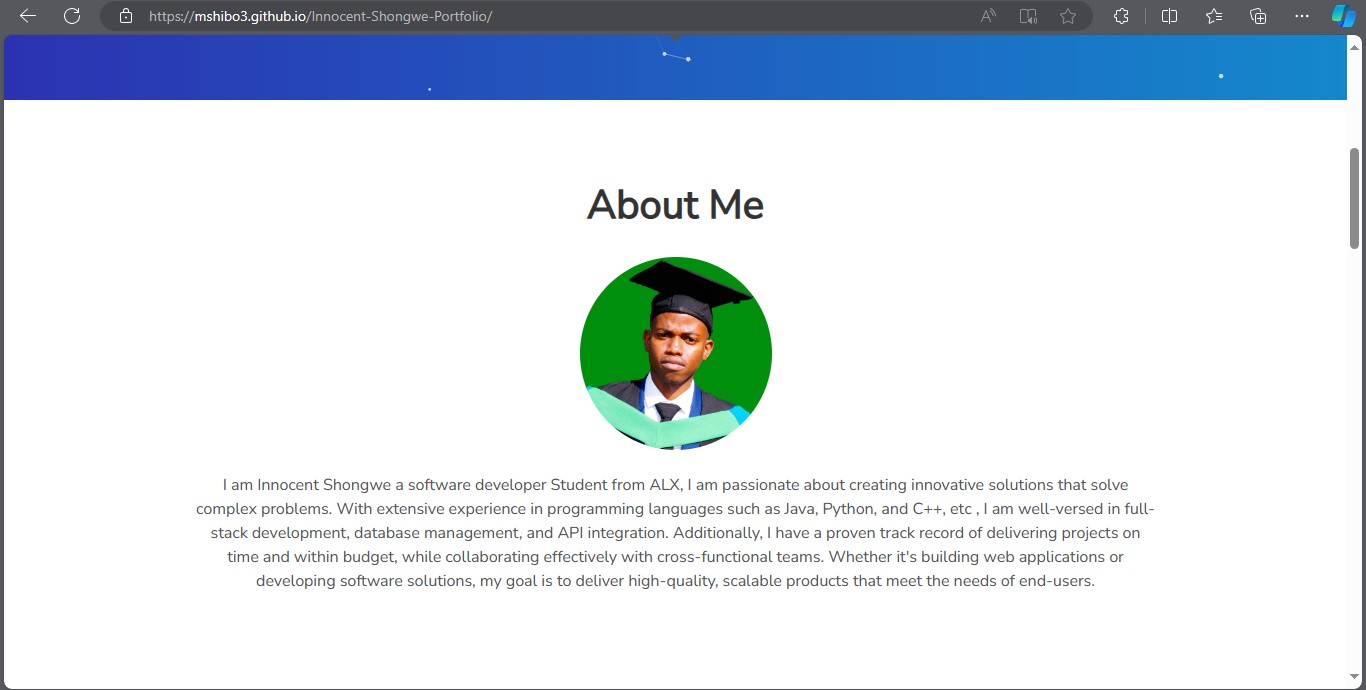 https://mshibo3.github.io/Innocent-Shongwe-Portfolio/
About Me
I am Innocent Shongwe a software developer Student from ALX, I am passionate about creating innovative solutions that solve
complex problems. With extensive experience in programming languages such as Java, Python, and C++, etc , I am well-versed in full-
stack development, database management, and API integration. Additionally, I have a proven track record of delivering projects on
time and within budget, while collaborating effectively with cross-functional teams. Whether it's building web applications or
developing software solutions, my goal is to deliver high-quality, scalable products that meet the needs of end-users.